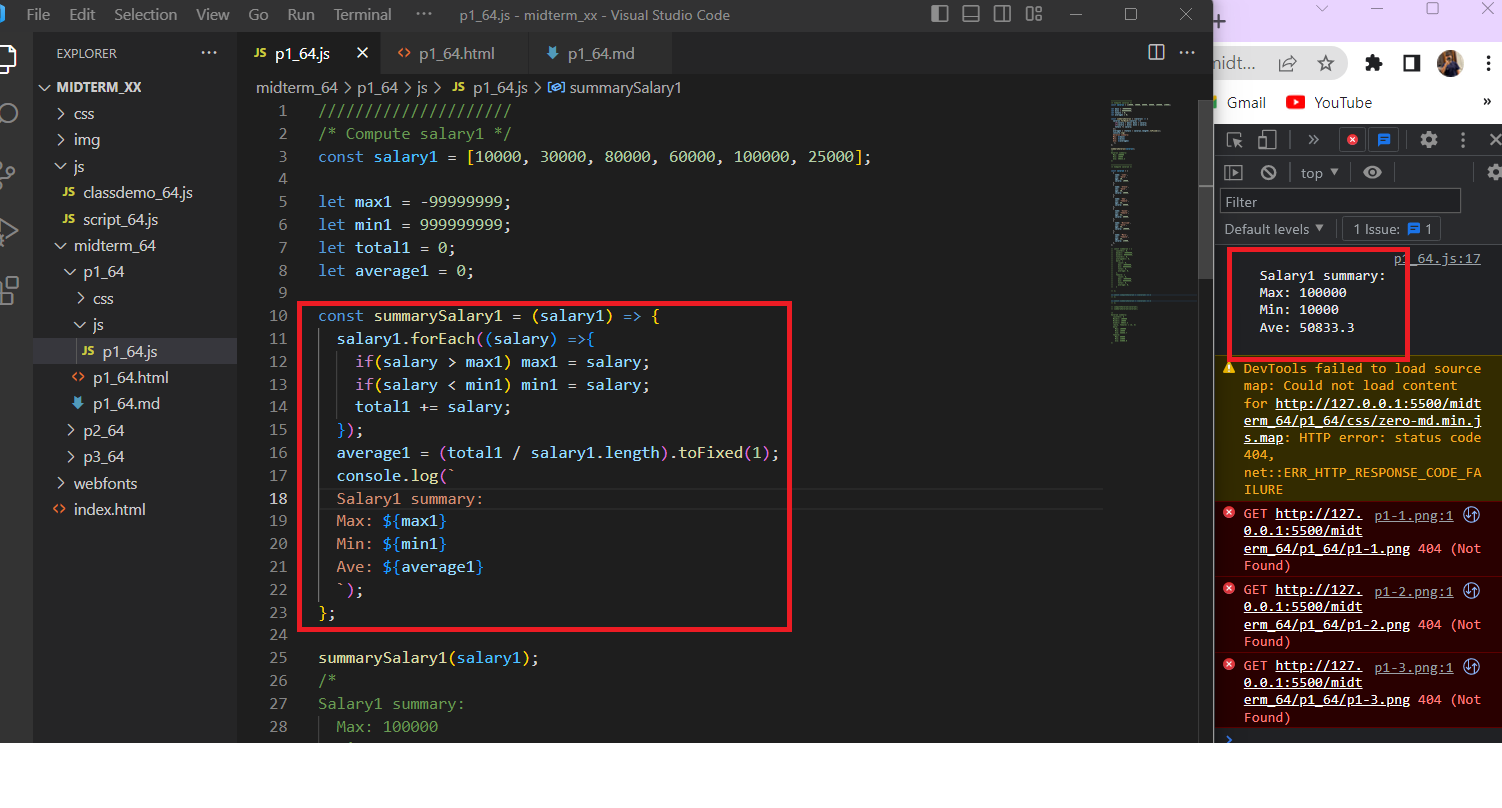 File Edit Selection View Go Run Terminal ··· p1_64.js - midterm_xx - Visual Studio Code
EXPLORER ···
MIDTERM_XX
css
img
js
JS classdemo_64.js
JS script_64.js
midterm_64
p1_64
css
js
JS p1_64.js
<> p1_64.html
p1_64.md
p2_64
p3_64
webfonts
<> index.html
JS p1_64.js
<> p1_64.html
p1_64.md
midterm_64 > p1_64 > js > JS p1_64.js > summarySalary1
1 /////////////////////
2 /* Compute salary1 */
3 const salary1 = [10000, 30000, 80000, 60000, 100000, 25000];
4
5 let max1 = -99999999;
6 let min1 = 999999999;
7 let total1 = 0;
8 let average1 = 0;
9
10 const summarySalary1 = (salary1) => {
11 salary1.forEach((salary) =>{
12 if(salary > max1) max1 = salary;
13 if(salary < min1) min1 = salary;
14 total1 += salary;
15 });
16 average1 = (total1 / salary1.length).toFixed(1);
17 console.log(`
18 Salary1 summary:
19 Max: ${max1}
20 Min: ${min1}
21 Ave: ${average1}
22 `);
23 };
24
25 summarySalary1(salary1);
26 /*
27 Salary1 summary:
28 Max: 100000
midt...
Gmail YouTube »
top
Filter
Default levels 1 Issue: 1
p1_64.js:17
Salary1 summary:
Max: 100000
Min: 10000
Ave: 50833.3
DevTools failed to load source
map: Could not load content
for http://127.0.0.1:5500/midt
erm_64/p1_64/css/zero-md.min.j
s.map: HTTP error: status code
404,
net::ERR_HTTP_RESPONSE_CODE_FA
ILURE
GET http://127. p1-1.png:1
0.0.1:5500/midt
erm_64/p1_64/p1-1.png 404 (Not
Found)
GET http://127. p1-2.png:1
0.0.1:5500/midt
erm_64/p1_64/p1-2.png 404 (Not
Found)
GET http://127. p1-3.png:1
0.0.1:5500/midt
erm_64/p1_64/p1-3.png 404 (Not
Found)